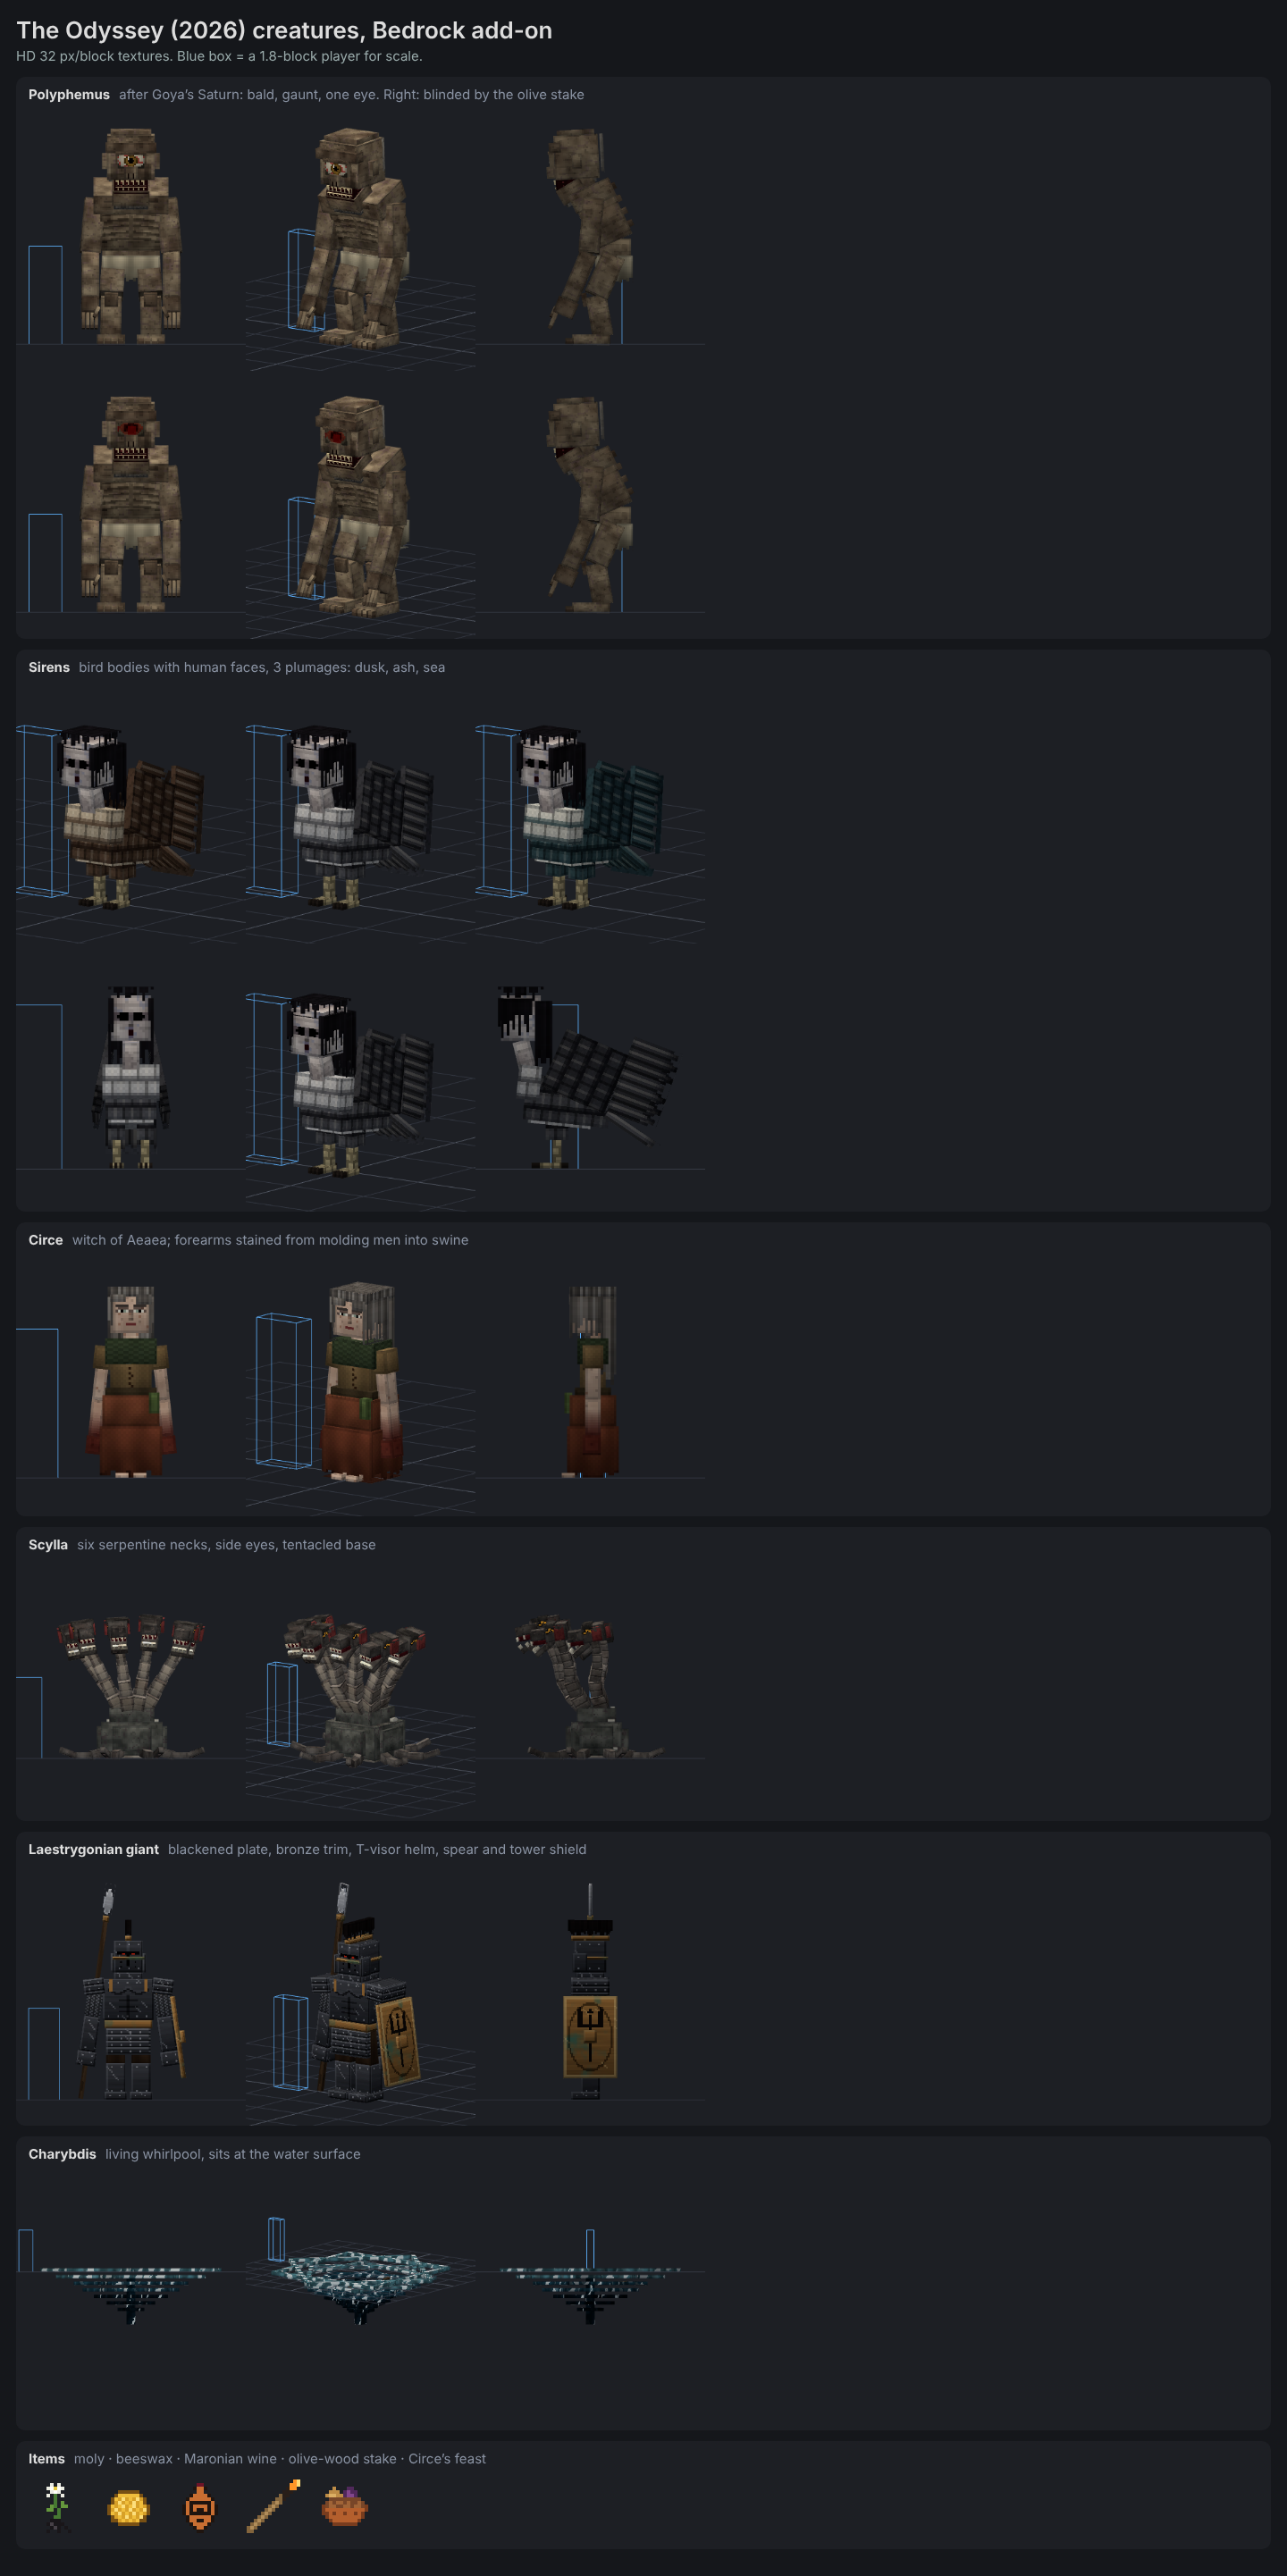 The Odyssey (2026) creatures, Bedrock add-on
HD 32 px/block textures. Blue box = a 1.8-block player for scale.
Polyphemus after Goya’s Saturn: bald, gaunt, one eye. Right: blinded by the olive stake
Sirens bird bodies with human faces, 3 plumages: dusk, ash, sea
Circe witch of Aeaea; forearms stained from molding men into swine
Scylla six serpentine necks, side eyes, tentacled base
Laestrygonian giant blackened plate, bronze trim, T-visor helm, spear and tower shield
Charybdis living whirlpool, sits at the water surface
Items moly · beeswax · Maronian wine · olive-wood stake · Circe’s feast